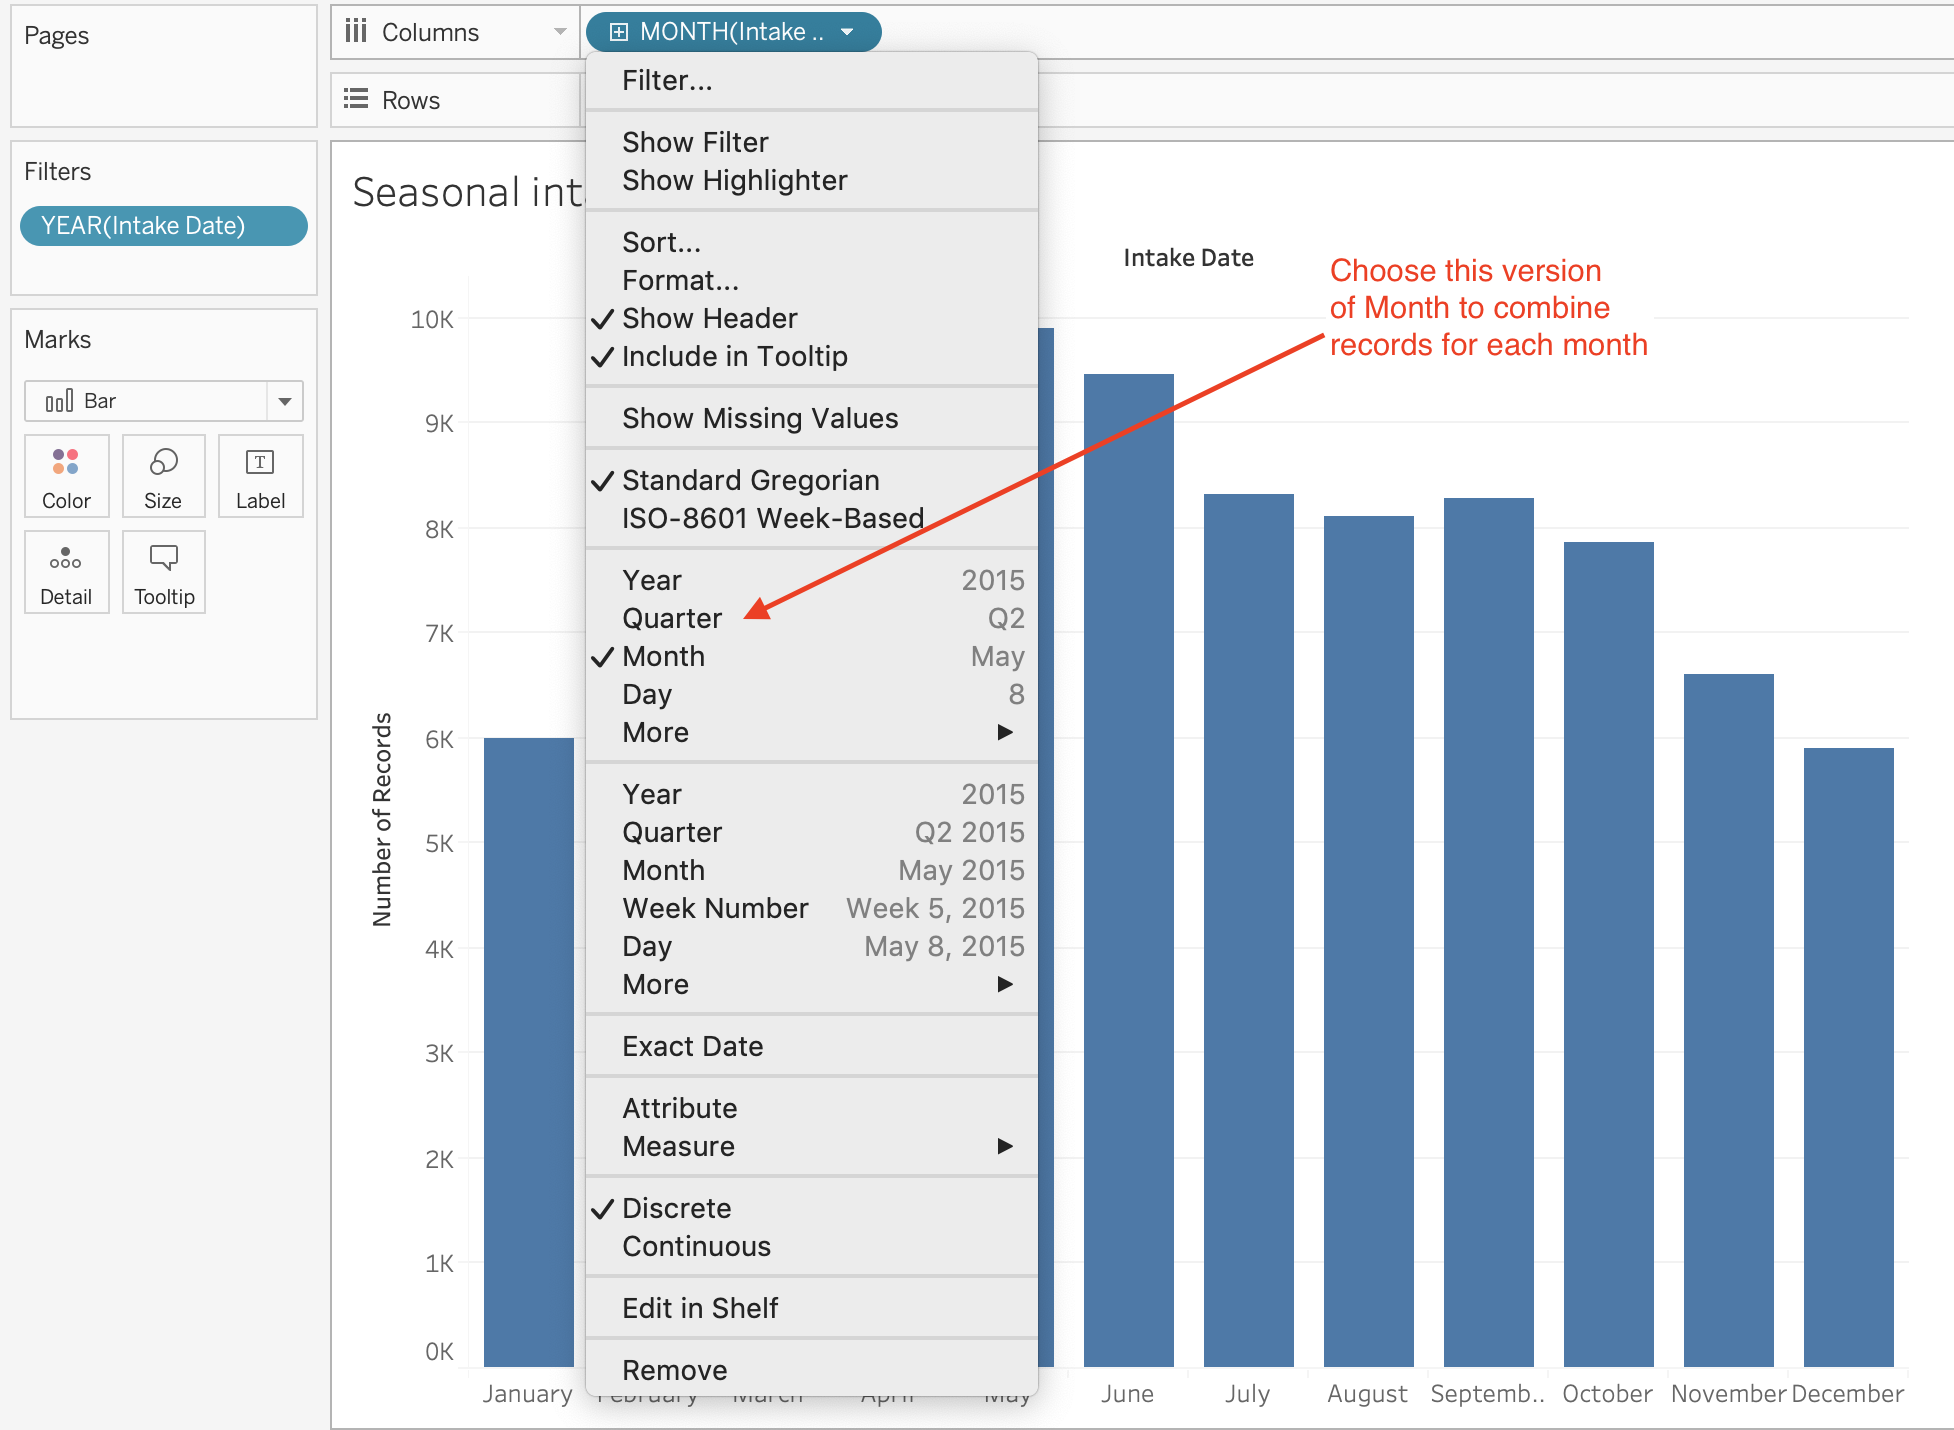 Pages
Columns
MONTH(Intake ..
Rows
Filters
YEAR(Intake Date)
Marks
Bar
Color
Size
Label
Detail
Tooltip
Filter...
Show Filter
Show Highlighter
Sort...
Format...
Show Header
Include in Tooltip
Show Missing Values
Standard Gregorian
ISO-8601 Week-Based
Year 2015
Quarter Q2
Month May
Day 8
More
Year 2015
Quarter Q2 2015
Month May 2015
Week Number Week 5, 2015
Day May 8, 2015
More
Exact Date
Attribute
Measure
Discrete
Continuous
Edit in Shelf
Remove
Seasonal
Intake Date
Choose this version
of Month to combine
records for each month
Number of Records
10K
9K
8K
7K
6K
5K
4K
3K
2K
1K
0K
January February March April May June July August Septemb.. October November December